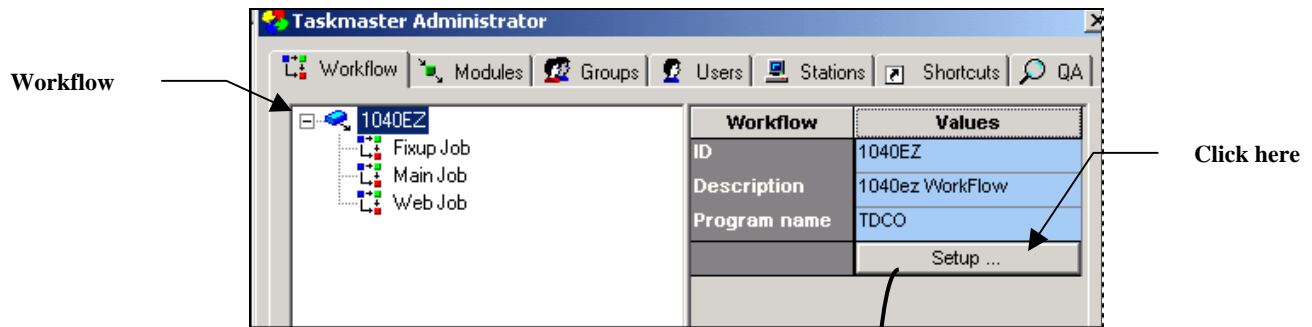 Taskmaster Administrator
Workflow Modules Groups Users Stations Shortcuts QA
Workflow
1040EZ
Fixup Job
Main Job
Web Job
Workflow Values
ID 1040EZ
Description 1040ez WorkFlow
Program name TDCO
Setup ...
Click here